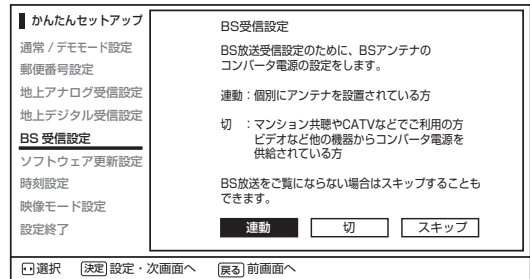 かんたんセットアップ
通常 / デモモード設定
郵便番号設定
地上アナログ受信設定
地上デジタル受信設定
BS 受信設定
ソフトウェア更新設定
時刻設定
映像モード設定
設定終了
BS受信設定
BS放送受信設定のために、BSアンテナの
コンバータ電源の設定をします。
連動:個別にアンテナを設置されている方
切 :マンション共聴やCATVなどでご利用の方
ビデオなど他の機器からコンバータ電源を
供給されている方
BS放送をご覧にならない場合はスキップすることも
できます。
連動 切 スキップ
選択 決定 設定・次画面へ 戻る 前画面へ